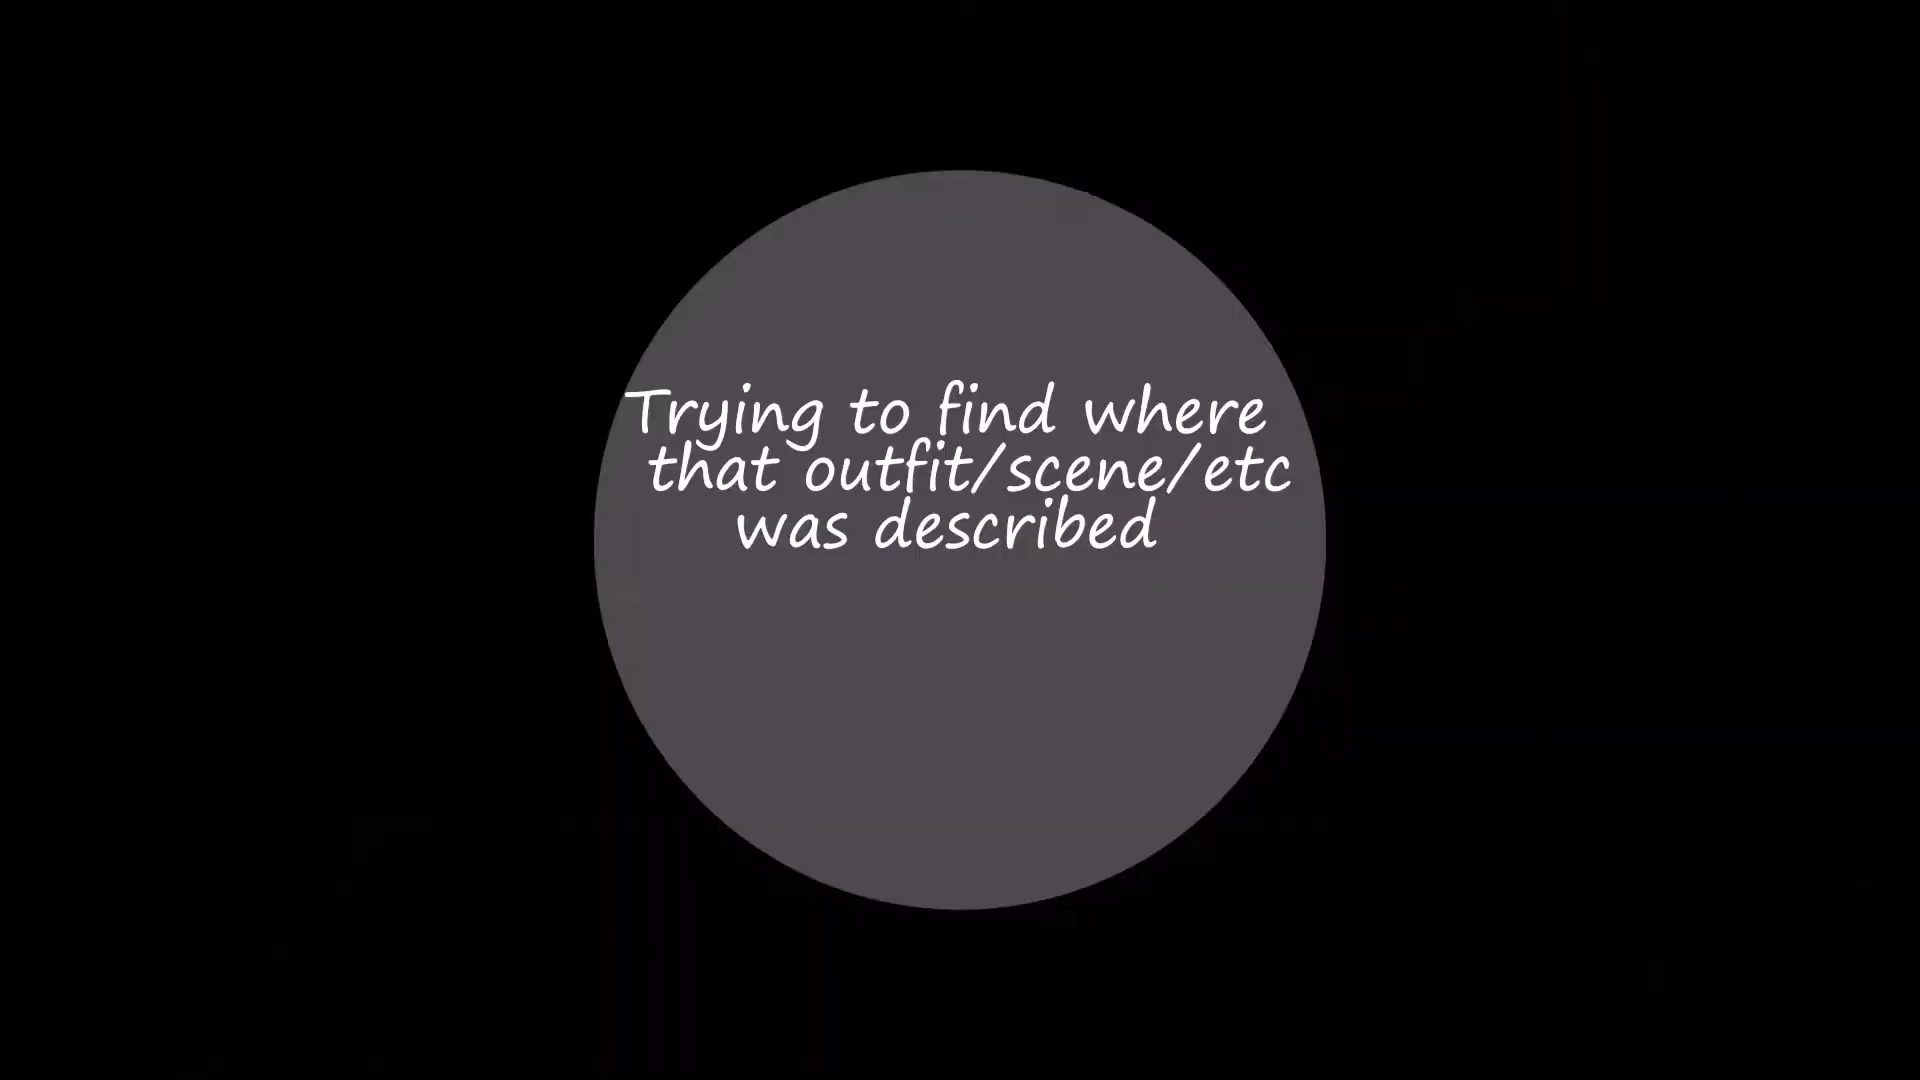 Trying to find where
that outfit/scene/etc
was described